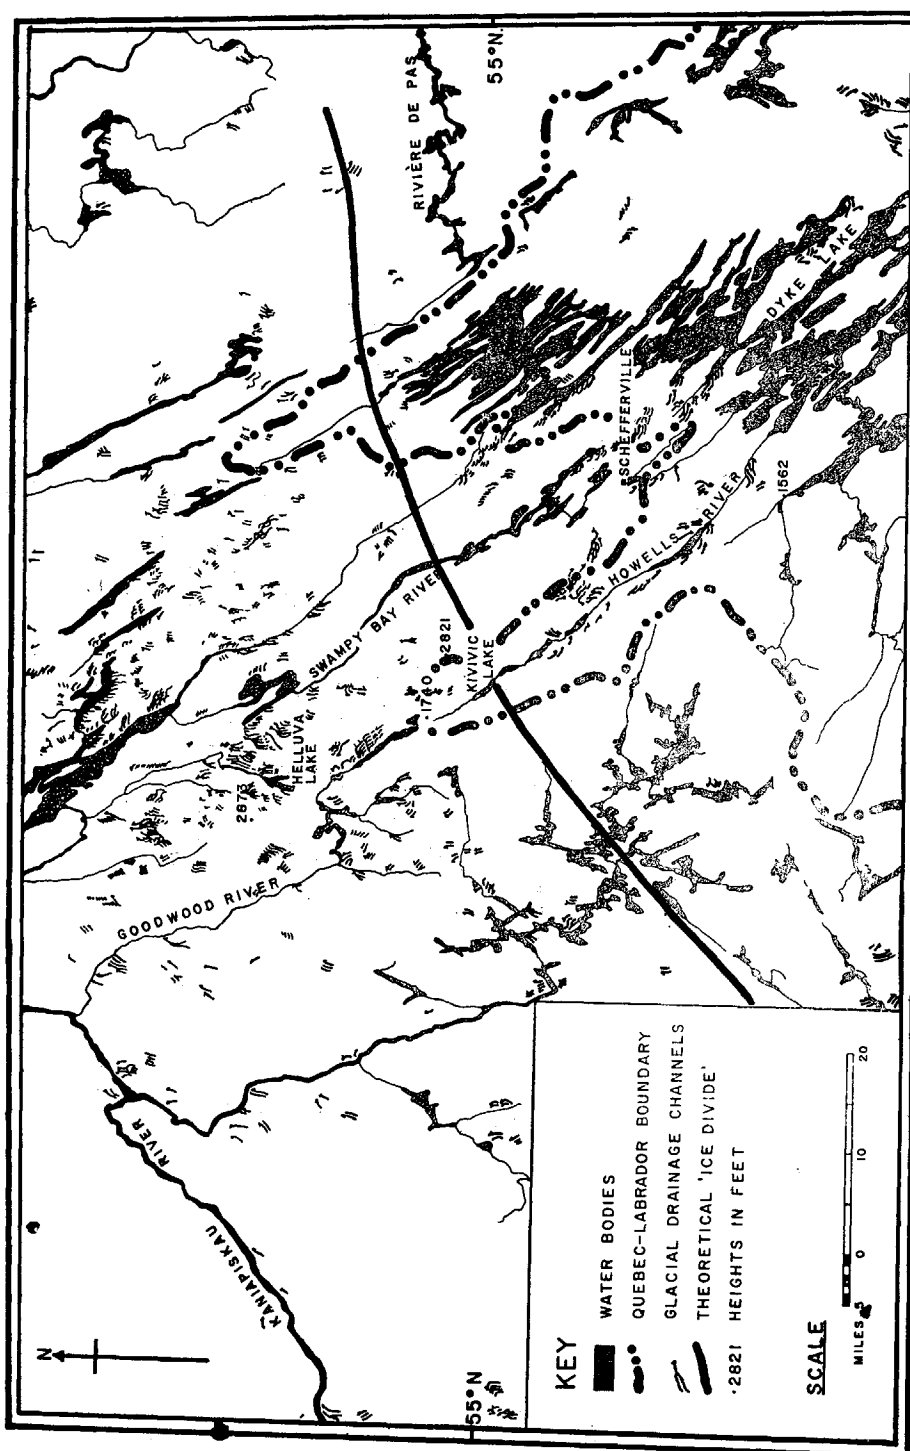 N
55°N
55°N
RIVIÈRE DE PAS
DYKE LAKE
SCHEFFERVILLE
HOWELLS RIVER
1562
SWAMPY BAY RIVER
·2821
·1740
KIVIVIC
LAKE
HELLUVA
LAKE
2873
GOODWOOD RIVER
KANIAPISKAU RIVER
KEY
WATER BODIES
QUEBEC–LABRADOR BOUNDARY
GLACIAL DRAINAGE CHANNELS
THEORETICAL 'ICE DIVIDE'
·2821 HEIGHTS IN FEET
SCALE
MILES 5 0 10 20